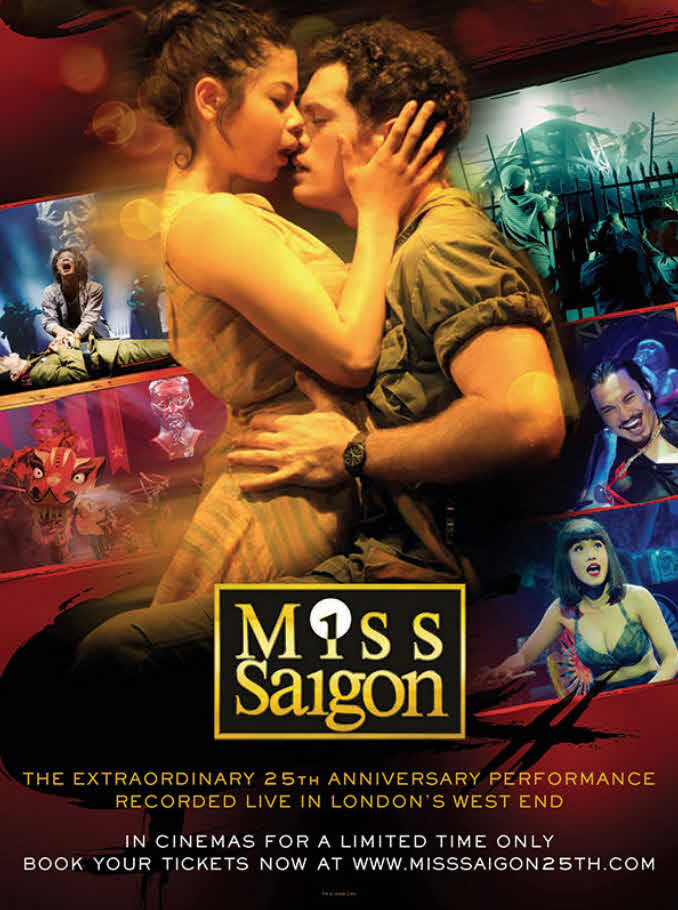 Miss
Saigon
THE EXTRAORDINARY 25TH ANNIVERSARY PERFORMANCE
RECORDED LIVE IN LONDON'S WEST END
IN CINEMAS FOR A LIMITED TIME ONLY
BOOK YOUR TICKETS NOW AT WWW.MISSSAIGON25TH.COM